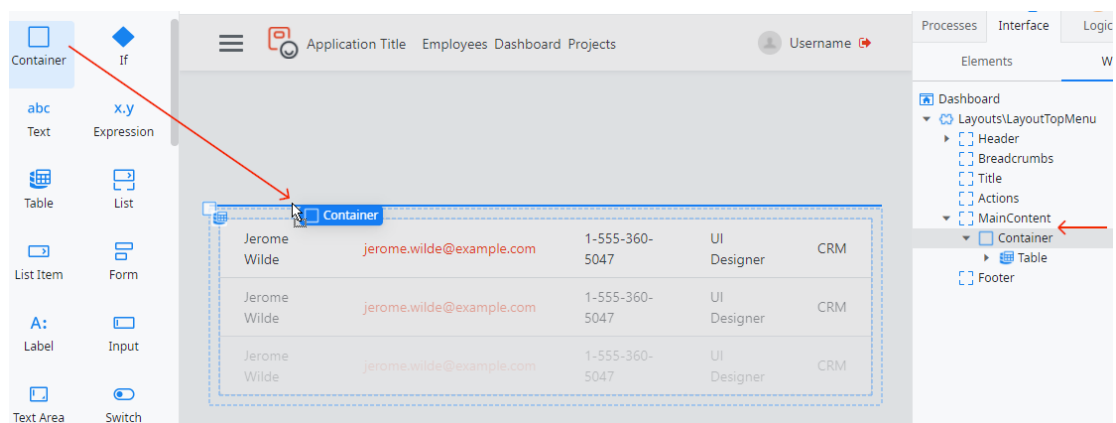 Container
If
abc
x.y
Text
Expression
Table
List
List Item
Form
A:
Label
Input
Text Area
Switch
Application Title Employees Dashboard Projects
Username
Container
Jerome
Wilde
jerome.wilde@example.com
1-555-360-
5047
UI
Designer
CRM
Jerome
Wilde
jerome.wilde@example.com
1-555-360-
5047
UI
Designer
CRM
Jerome
Wilde
jerome.wilde@example.com
1-555-360-
5047
UI
Designer
CRM
Processes
Interface
Logic
Elements
W
Dashboard
Layouts\LayoutTopMenu
Header
Breadcrumbs
Title
Actions
MainContent
Container
Table
Footer